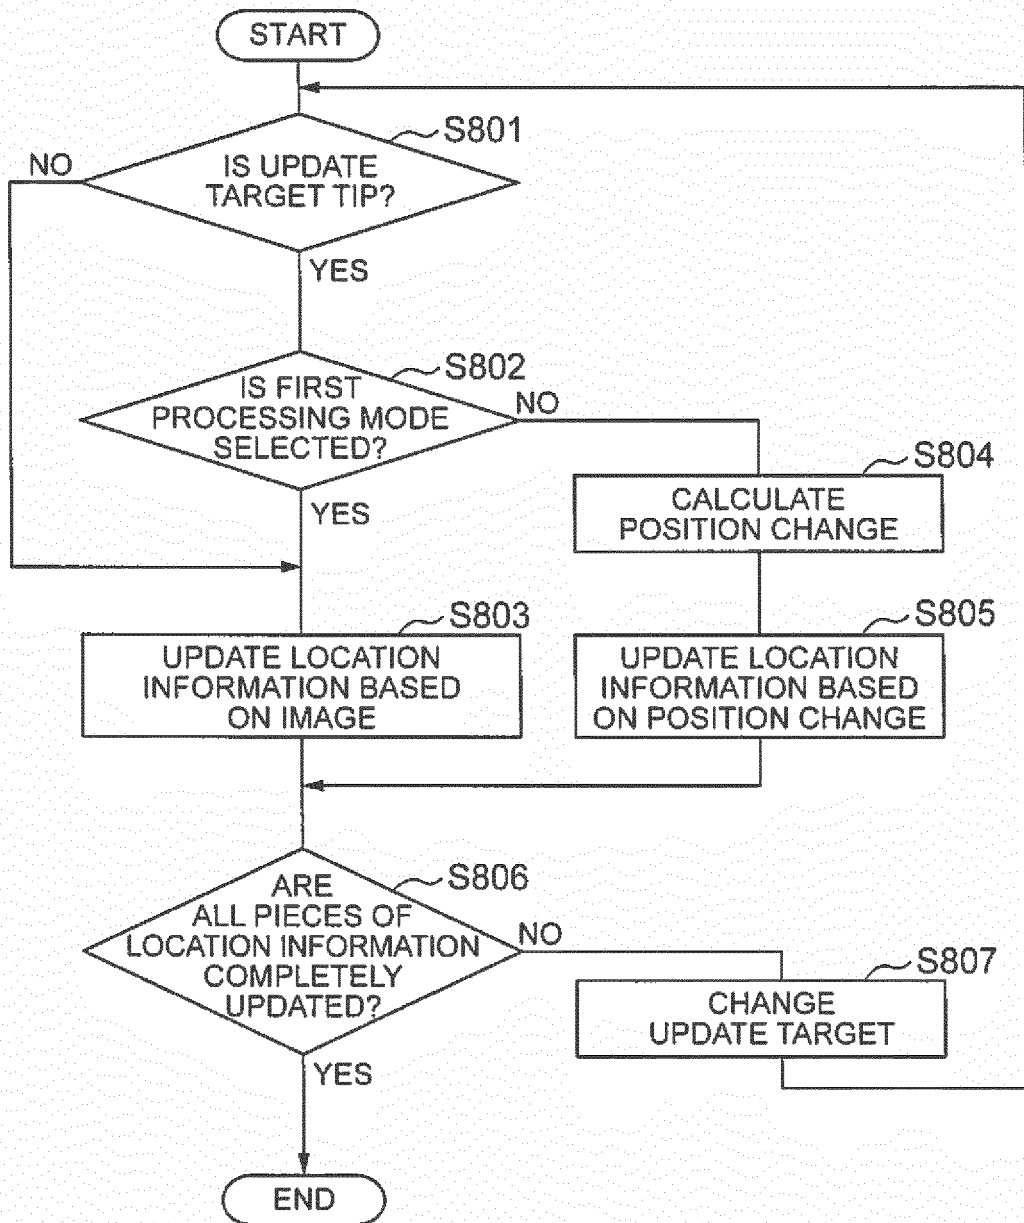 START
S801
NO
IS UPDATE
TARGET TIP?
YES
S802
IS FIRST
PROCESSING MODE
SELECTED?
NO
YES
S804
CALCULATE
POSITION CHANGE
S803
UPDATE LOCATION
INFORMATION BASED
ON IMAGE
S805
UPDATE LOCATION
INFORMATION BASED
ON POSITION CHANGE
S806
ARE
ALL PIECES OF
LOCATION INFORMATION
COMPLETELY
UPDATED?
NO
YES
S807
CHANGE
UPDATE TARGET
END